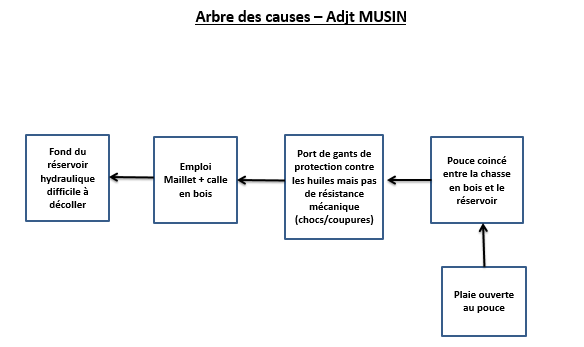 Arbre des causes – Adjt MUSIN
Fond du
réservoir
hydraulique
difficile à
décoller
Emploi
Maillet + calle
en bois
Port de gants de
protection contre
les huiles mais pas
de résistance
mécanique
(chocs/coupures)
Pouce coincé
entre la chasse
en bois et le
réservoir
Plaie ouverte
au pouce